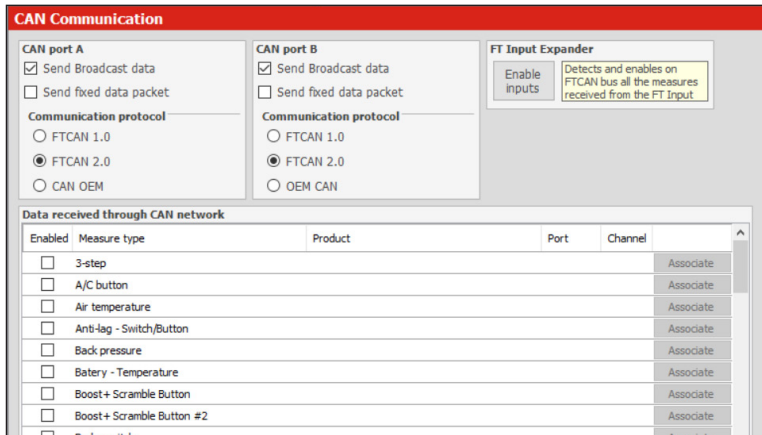 CAN Communication
CAN port A
Send Broadcast data
Send fixed data packet
Communication protocol
FTCAN 1.0
FTCAN 2.0
CAN OEM
CAN port B
Send Broadcast data
Send fixed data packet
Communication protocol
FTCAN 1.0
FTCAN 2.0
OEM CAN
FT Input Expander
Enable
inputs
Detects and enables on
FTCAN bus all the measures
received from the FT Input
Data received through CAN network
Enabled Measure type Product Port Channel
3-step Associate
A/C button Associate
Air temperature Associate
Anti-lag - Switch/Button Associate
Back pressure Associate
Batery - Temperature Associate
Boost+ Scramble Button Associate
Boost+ Scramble Button #2 Associate